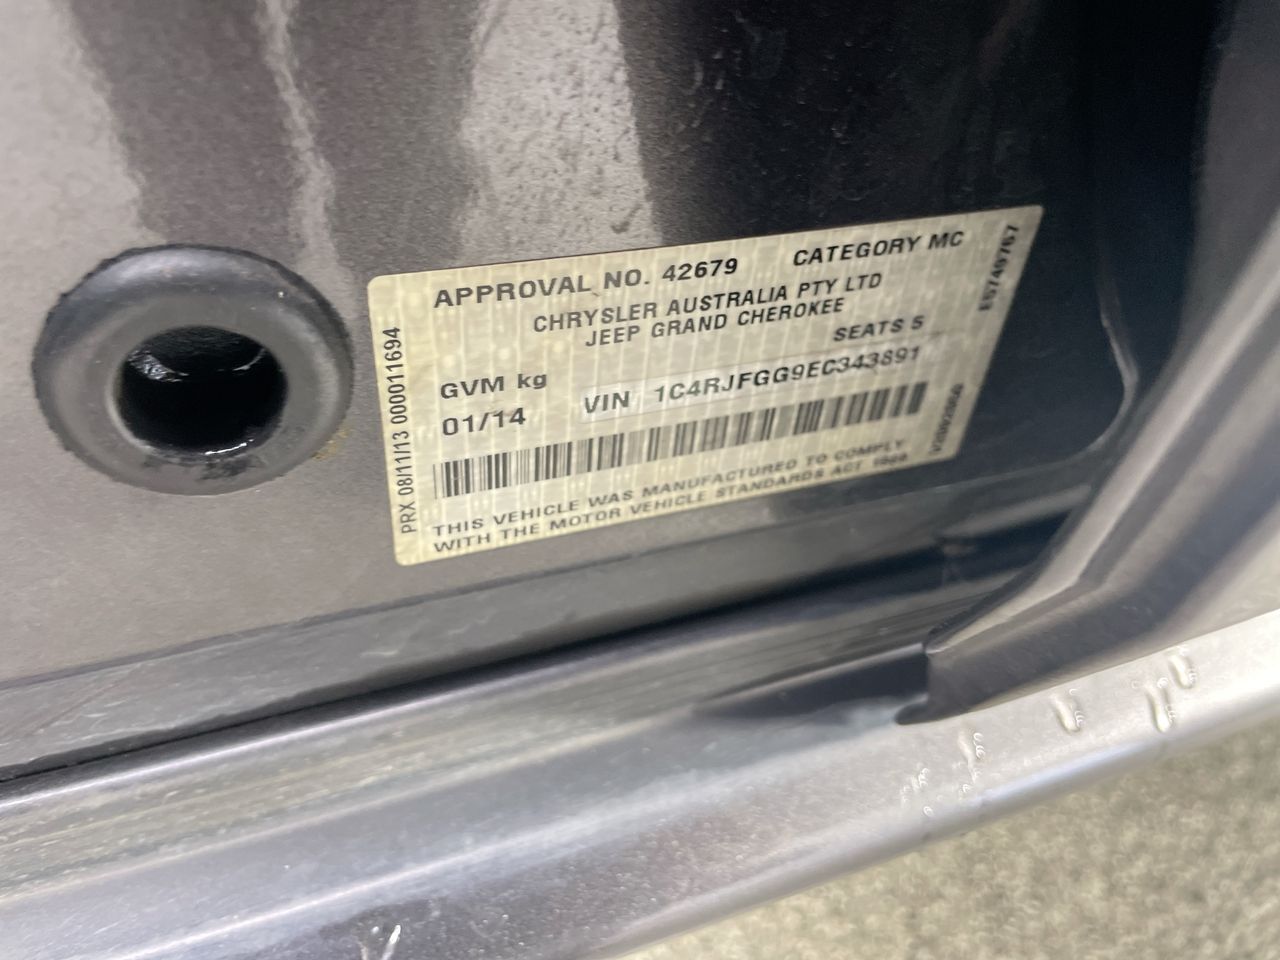 APPROVAL NO. 42679 CATEGORY MC
CHRYSLER AUSTRALIA PTY LTD
JEEP GRAND CHEROKEE
SEATS 5
GVM kg
01/14 VIN 1C4RJFGG9EC343891
THIS VEHICLE WAS MANUFACTURED TO COMPLY
WITH THE MOTOR VEHICLE STANDARDS ACT 1989
PRX 08/11/13 000011694